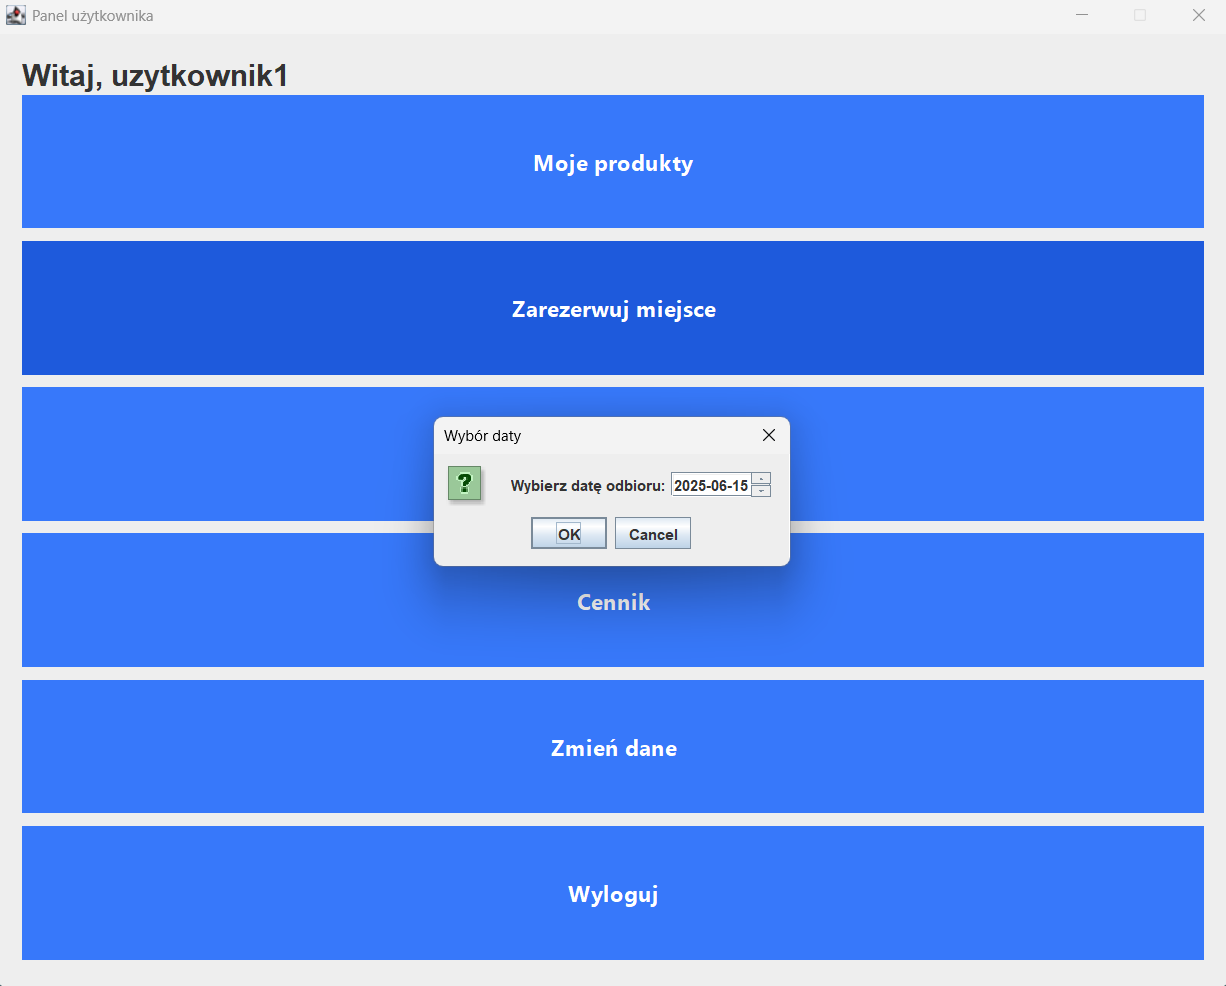 Panel użytkownika
Witaj, uzytkownik1
Moje produkty
Zarezerwuj miejsce
Wybór daty
?
Wybierz datę odbioru: 2025-06-15
OK Cancel
Cennik
Zmień dane
Wyloguj